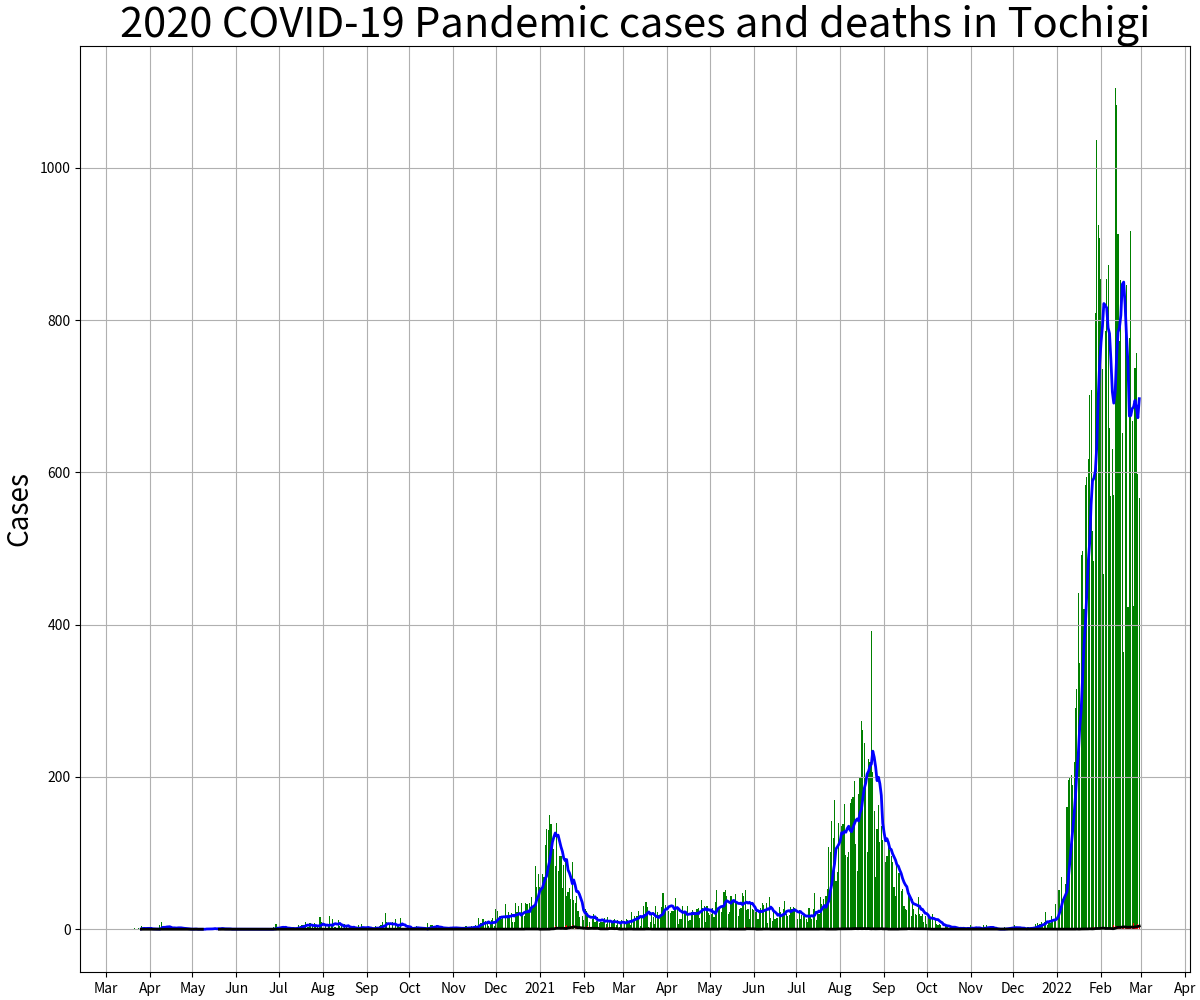 2020 COVID-19 Pandemic cases and deaths in Tochigi
Cases
1000
800
600
400
200
0
Mar Apr May Jun Jul Aug Sep Oct Nov Dec 2021 Feb Mar Apr May Jun Jul Aug Sep Oct Nov Dec 2022 Feb Mar Apr